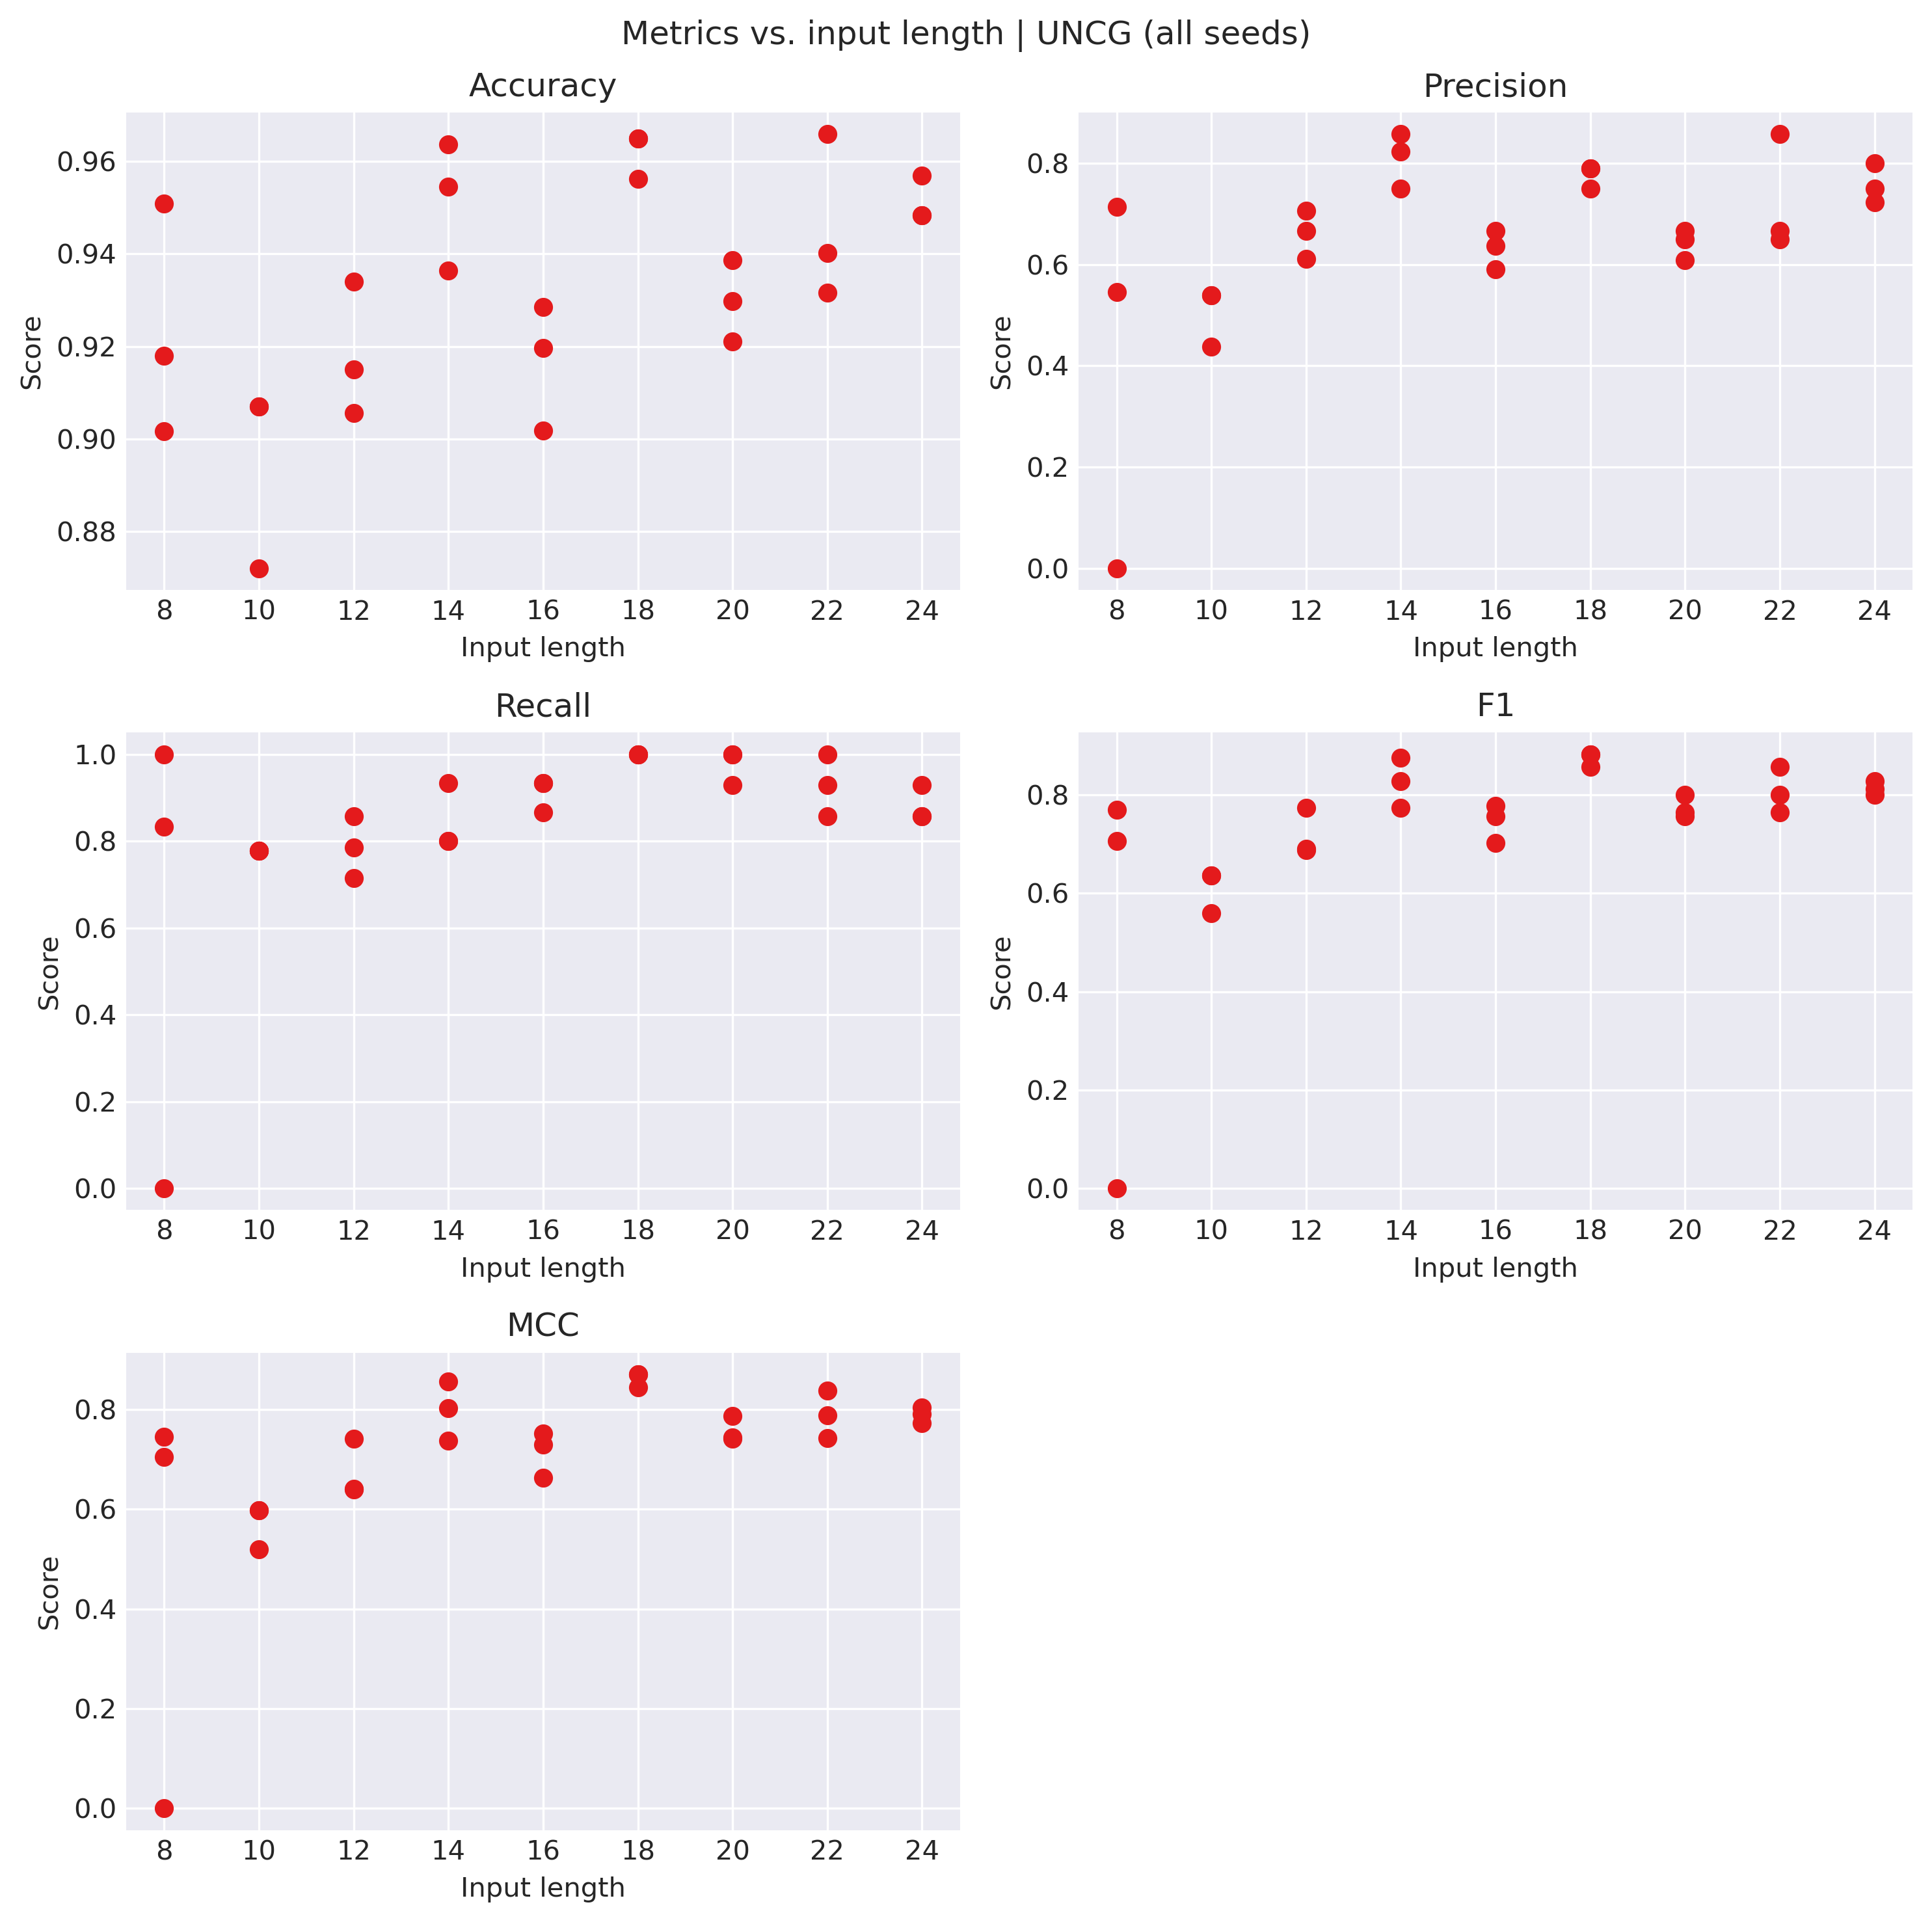 Metrics vs. input length | UNCG (all seeds)
Accuracy
Score
0.96
0.94
0.92
0.90
0.88
8 10 12 14 16 18 20 22 24
Input length
Precision
Score
0.8
0.6
0.4
0.2
0.0
8 10 12 14 16 18 20 22 24
Input length
Recall
Score
1.0
0.8
0.6
0.4
0.2
0.0
8 10 12 14 16 18 20 22 24
Input length
F1
Score
0.8
0.6
0.4
0.2
0.0
8 10 12 14 16 18 20 22 24
Input length
MCC
Score
0.8
0.6
0.4
0.2
0.0
8 10 12 14 16 18 20 22 24
Input length